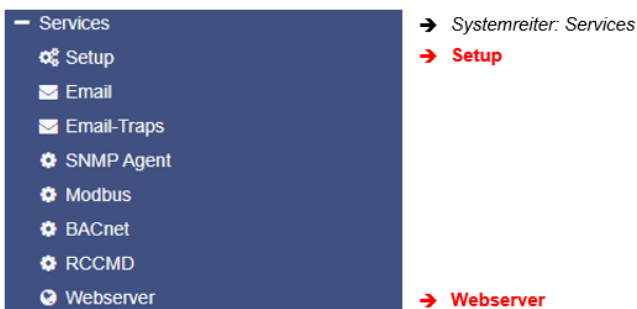 Services ➔ Systemreiter: Services
Setup ➔ Setup
Email
Email-Traps
SNMP Agent
Modbus
BACnet
RCCMD
Webserver ➔ Webserver